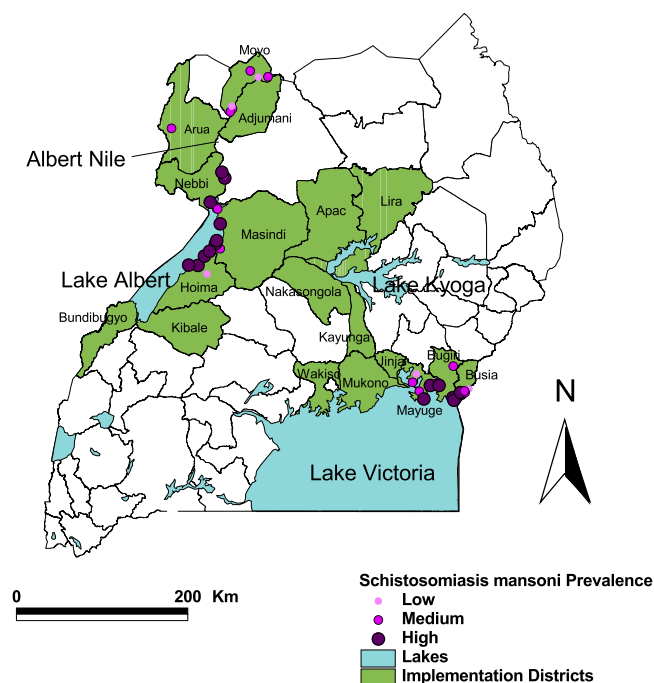 Moyo
Arua
Adjumani
Albert Nile
Nebbi
Apac
Lira
Masindi
Lake Albert
Hoima
Lake Kyoga
Nakasongola
Bundibugyo
Kibale
Kayunga
Jinja
Bugiri
Wakiso
Mukono
Busia
Mayuge
N
Lake Victoria
Schistosomiasis mansoni Prevalence
0 200 Km
Low
Medium
High
Lakes
Implementation Districts